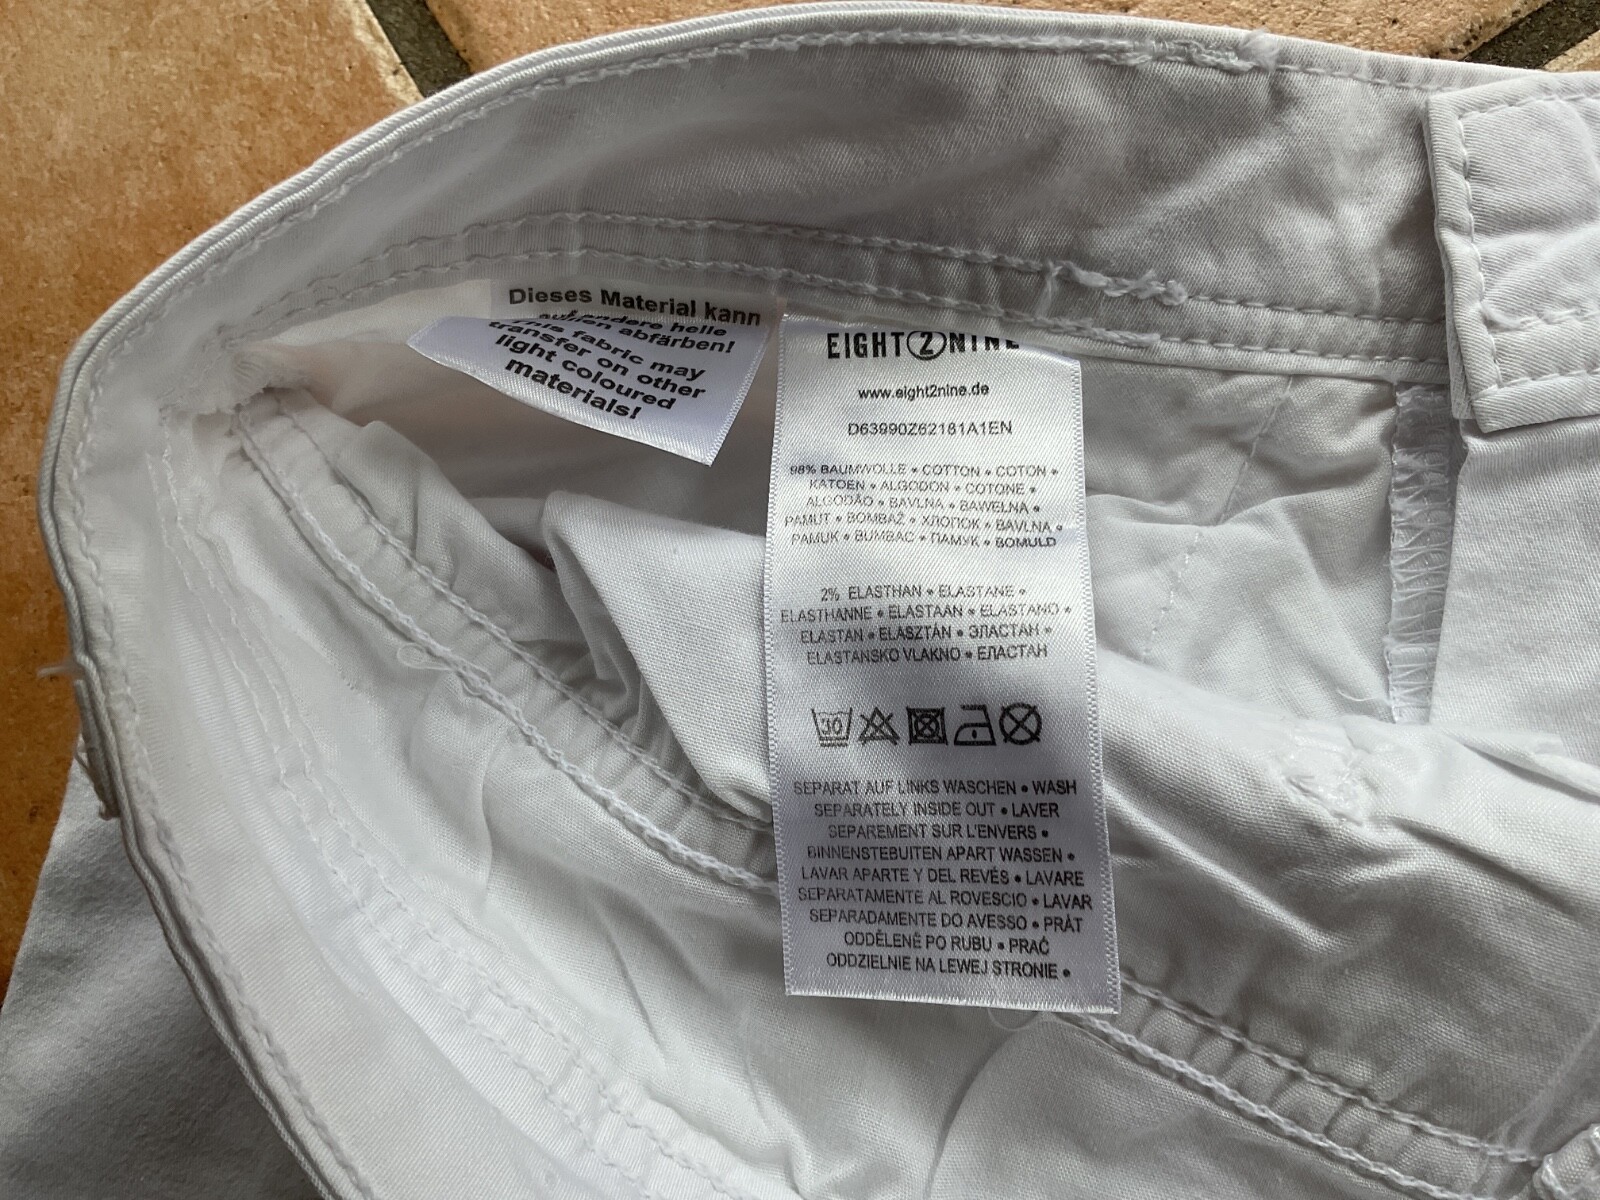 Dieses Material kann
auf andere helle
Stoffen abfärben!
This fabric may
transfer on other
light coloured
materials!
EIGHT2NINE
www.eight2nine.de
D63990Z62181A1EN
98% BAUMWOLLE • COTTON • COTON •
KATOEN • ALGODON • COTONE •
ALGODÃO • BAVLNA • BAWEŁNA •
PAMUT • BOMBAŽ • ХЛОПОК • BAVLNA •
PAMUK • BUMBAC • ПАМУК • BOMULD
2% ELASTHAN • ELASTANE •
ELASTHANNE • ELASTAAN • ELASTANO •
ELASTAN • ELASZTÁN • ЭЛАСТАН •
ELASTANSKO VLAKNO • ЕЛАСТАН
30
SEPARAT AUF LINKS WASCHEN • WASH
SEPARATELY INSIDE OUT • LAVER
SEPAREMENT SUR L'ENVERS •
BINNENSTEBUITEN APART WASSEN •
LAVAR APARTE Y DEL REVÉS • LAVARE
SEPARATAMENTE AL ROVESCIO • LAVAR
SEPARADAMENTE DO AVESSO • PRÁT
ODDĚLENĚ PO RUBU • PRAĆ
ODDZIELNIE NA LEWEJ STRONIE •